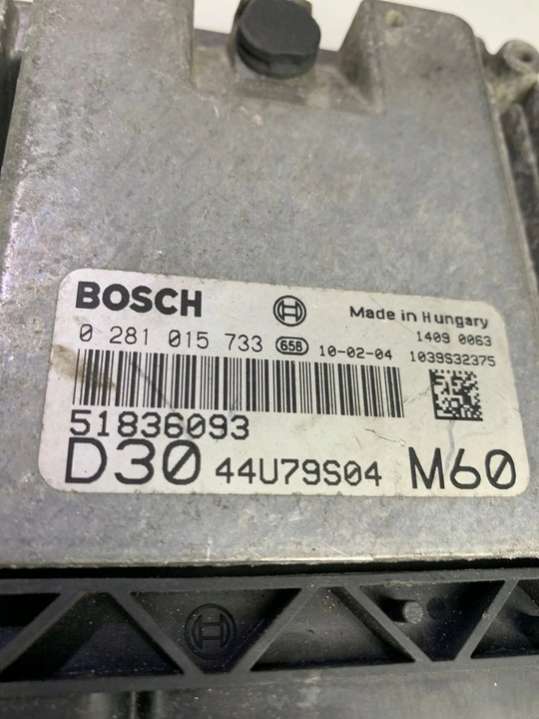 BOSCH Made in Hungary
0 281 015 733 658 10-02-04 1409 0063
1039S32375
51836093
D30 44U79S04 M60